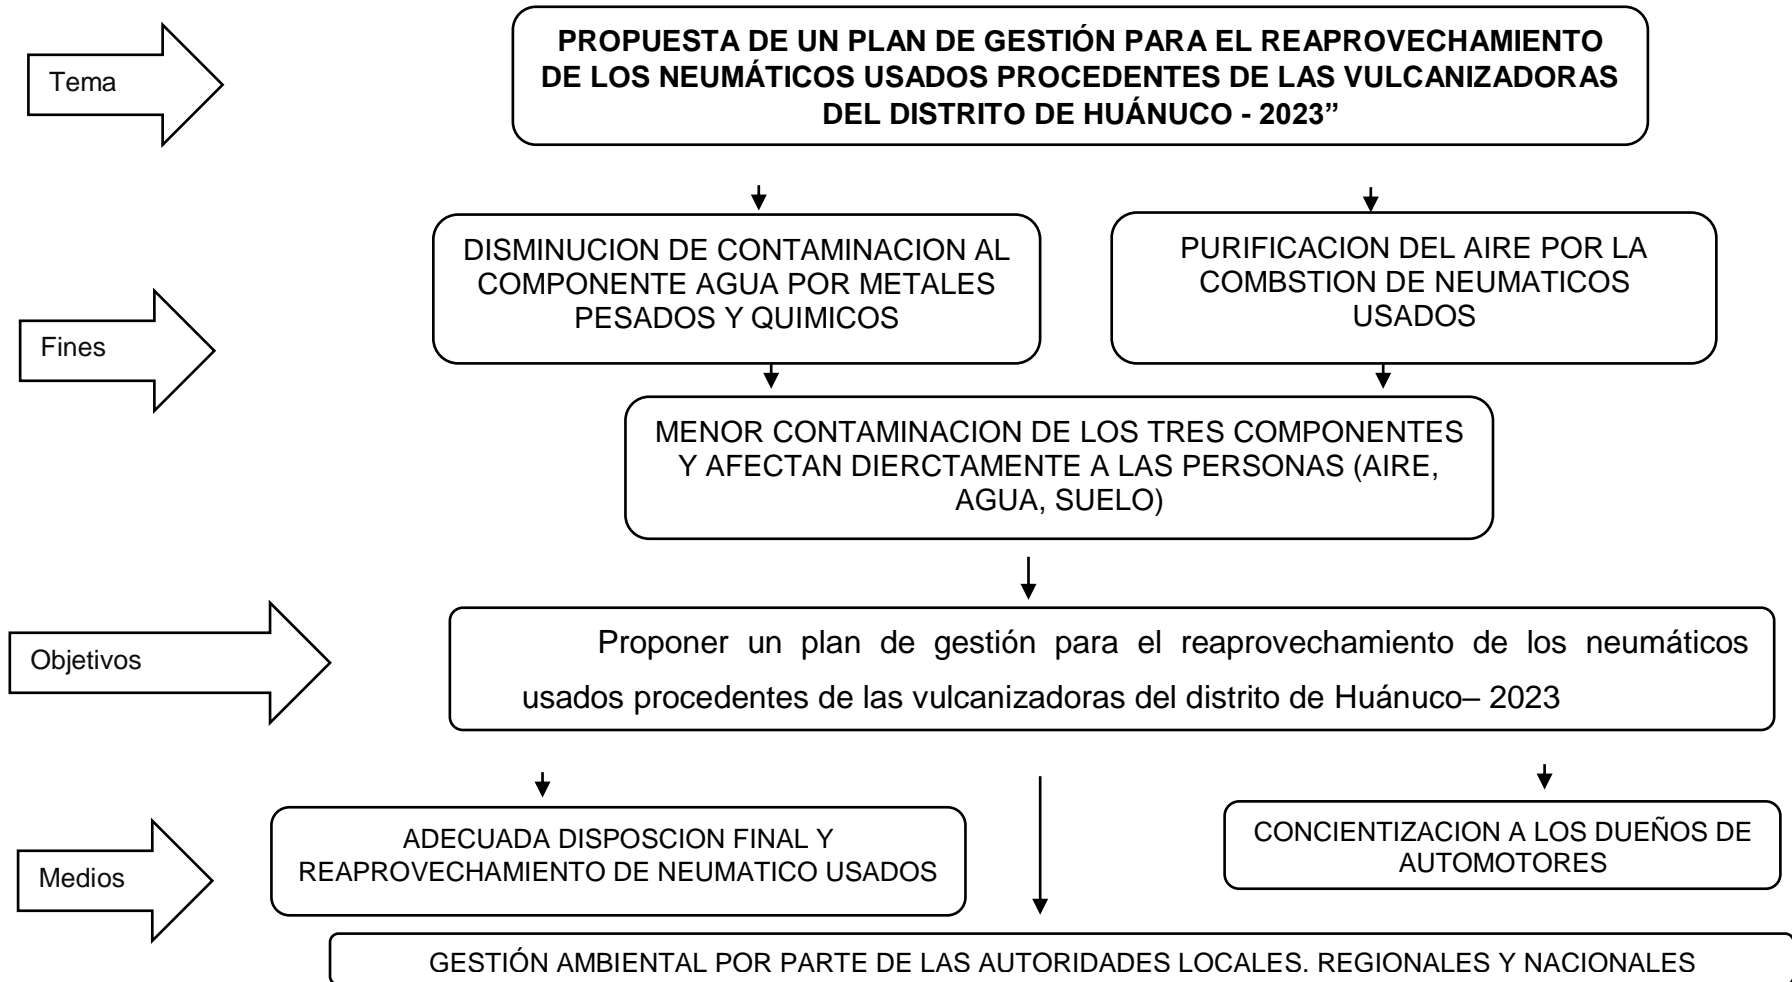 Tema
PROPUESTA DE UN PLAN DE GESTIÓN PARA EL REAPROVECHAMIENTO
DE LOS NEUMÁTICOS USADOS PROCEDENTES DE LAS VULCANIZADORAS
DEL DISTRITO DE HUÁNUCO - 2023”
Fines
DISMINUCION DE CONTAMINACION AL
COMPONENTE AGUA POR METALES
PESADOS Y QUIMICOS
PURIFICACION DEL AIRE POR LA
COMBSTION DE NEUMATICOS
USADOS
MENOR CONTAMINACION DE LOS TRES COMPONENTES
Y AFECTAN DIERCTAMENTE A LAS PERSONAS (AIRE,
AGUA, SUELO)
Objetivos
Proponer un plan de gestión para el reaprovechamiento de los neumáticos
usados procedentes de las vulcanizadoras del distrito de Huánuco– 2023
Medios
ADECUADA DISPOSCION FINAL Y
REAPROVECHAMIENTO DE NEUMATICO USADOS
CONCIENTIZACION A LOS DUEÑOS DE
AUTOMOTORES
GESTIÓN AMBIENTAL POR PARTE DE LAS AUTORIDADES LOCALES. REGIONALES Y NACIONALES